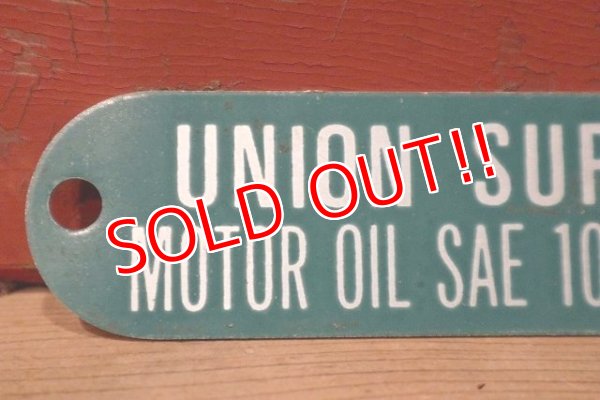 UNION SUP
MOTOR OIL SAE 10
SOLD OUT!!